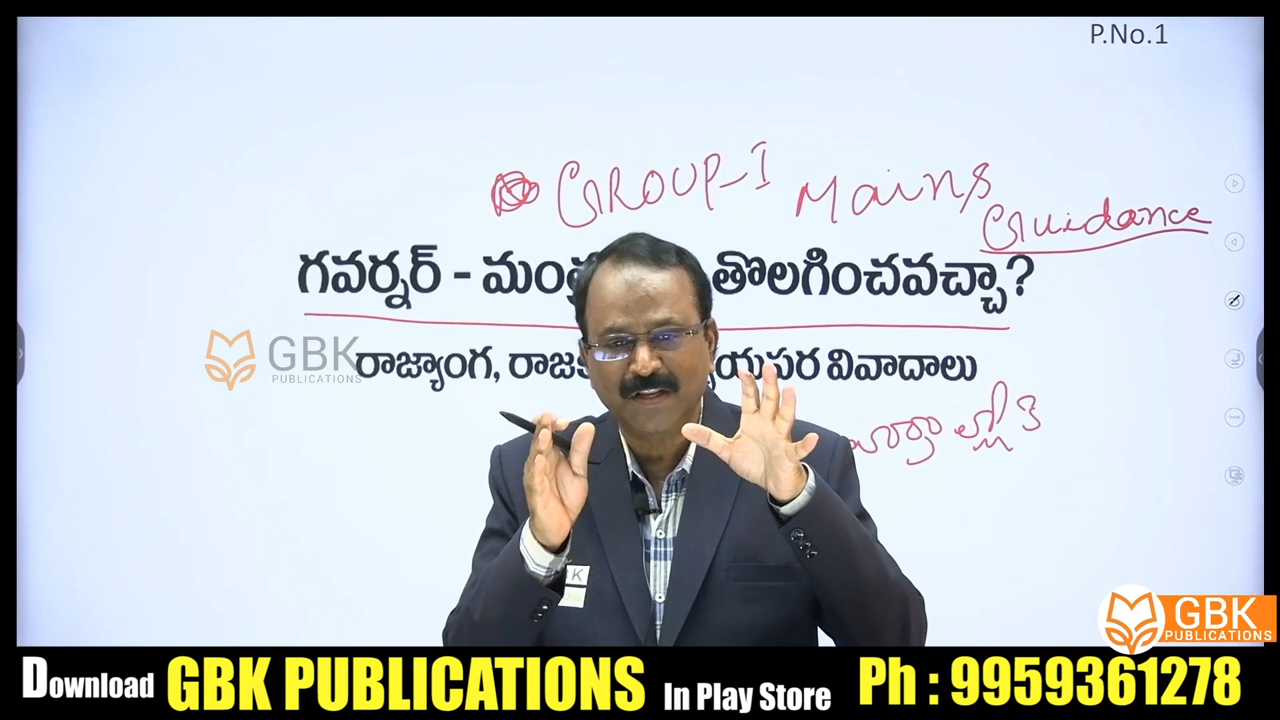 P.No.1
GROUP-I Mains
Guidance
గవర్నర్ - తొలగించవచ్చా?
GBK
PUBLICATIONS
రాజ్యాంగ, వివాదాలు
K
GBK
PUBLICATIONS
Download GBK PUBLICATIONS In Play Store Ph : 9959361278